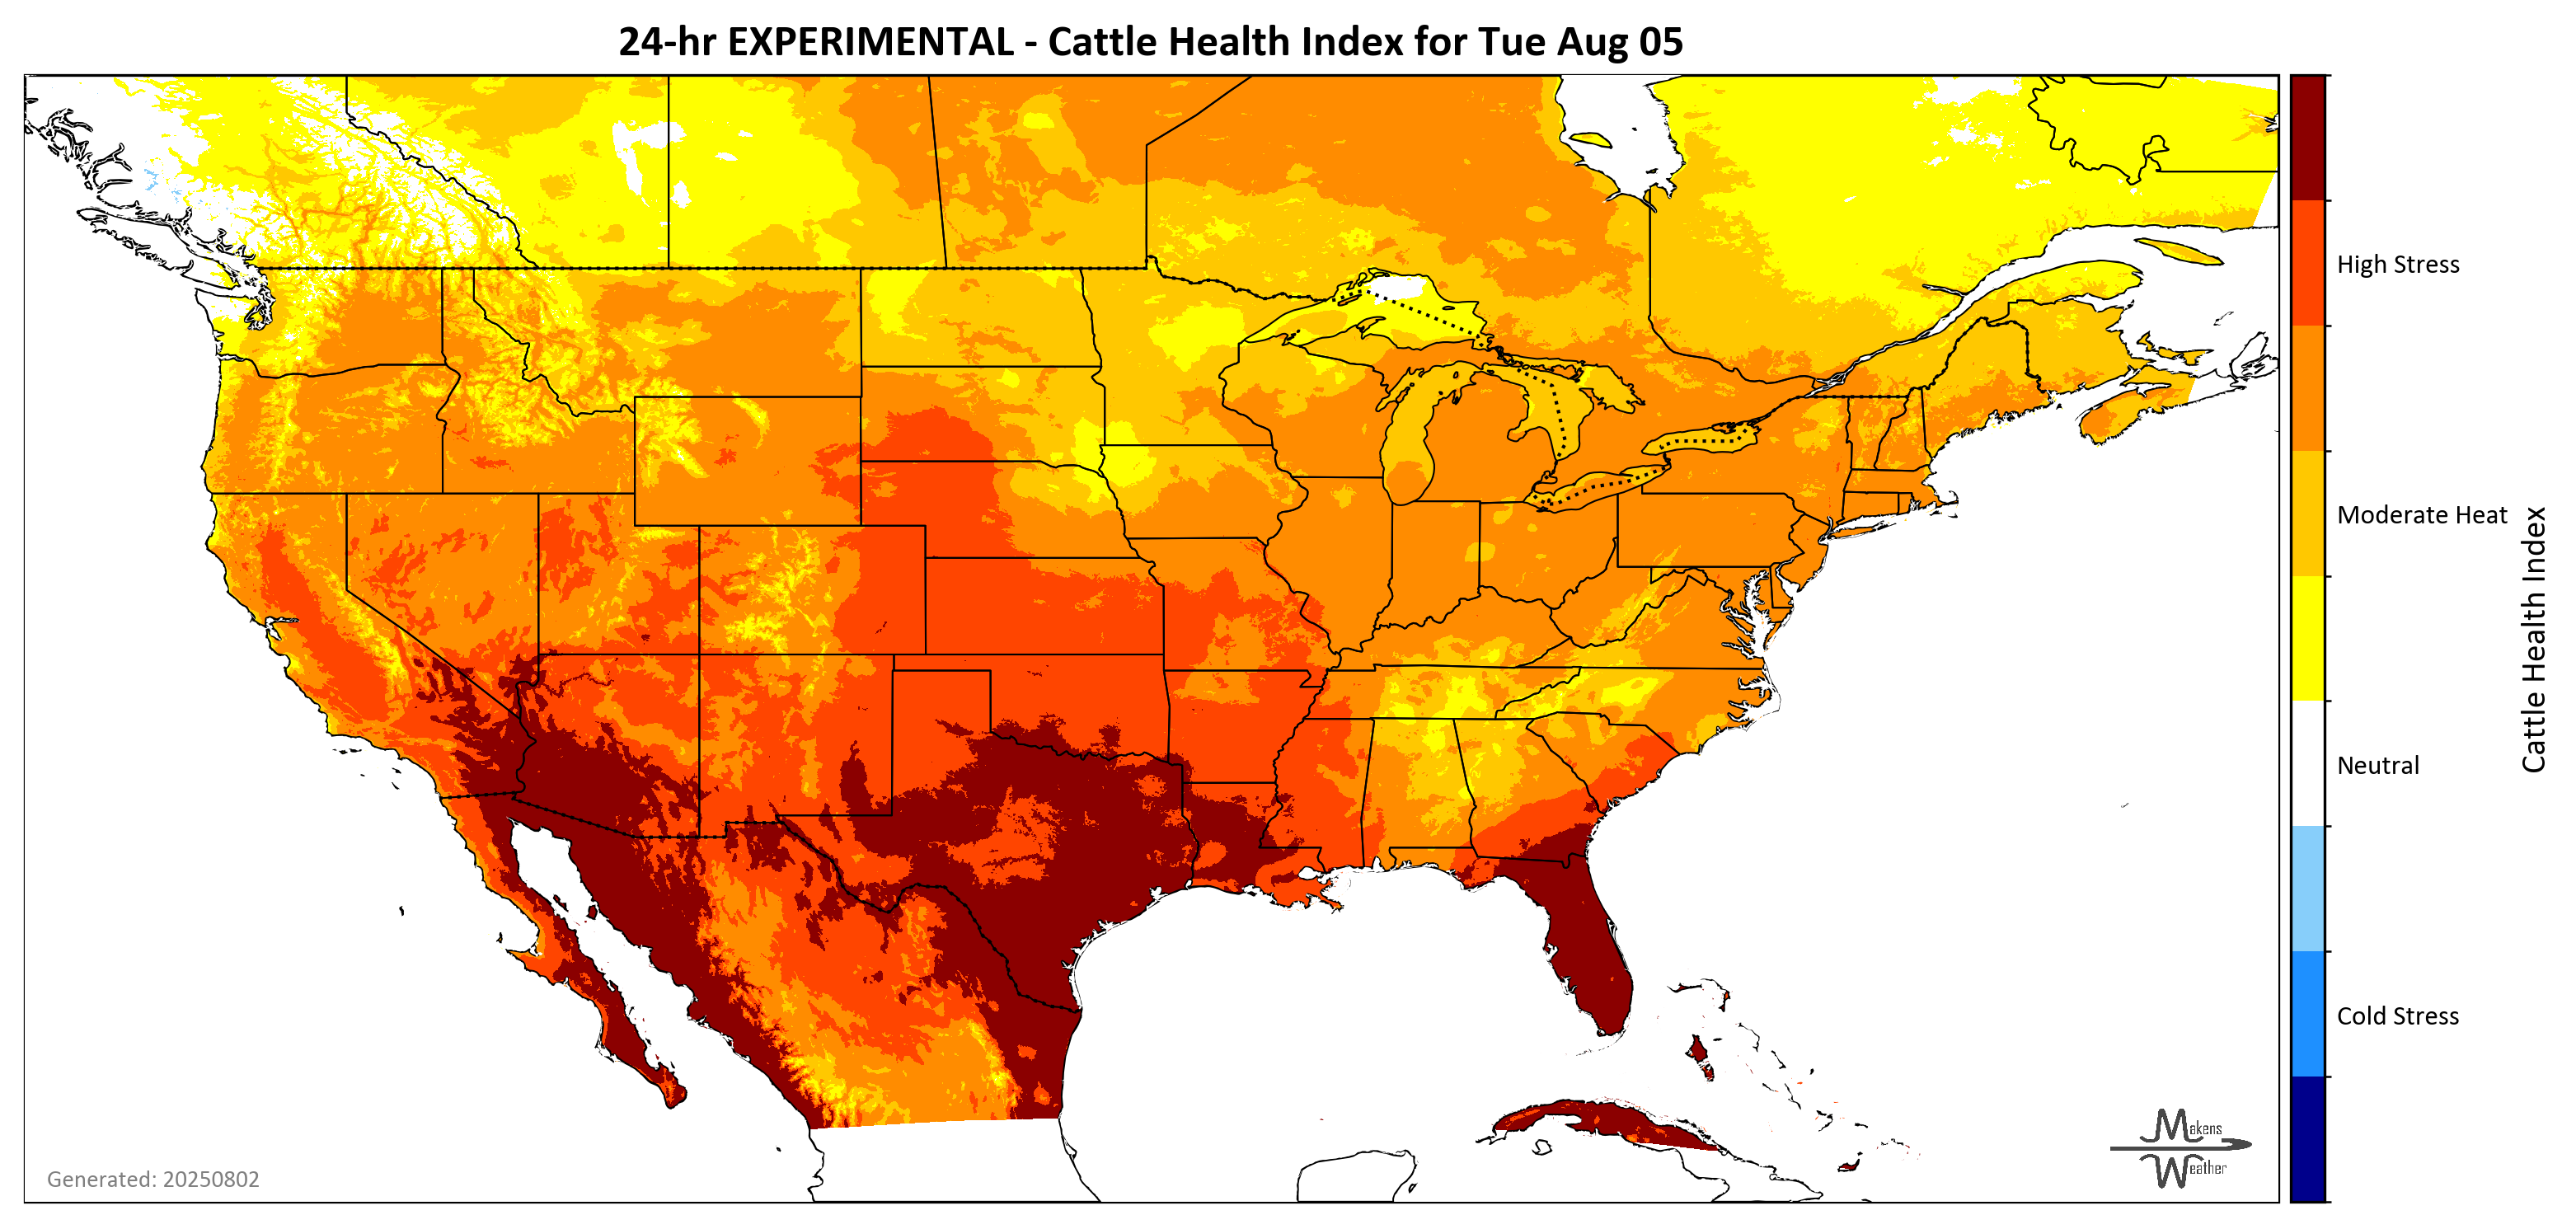 24-hr EXPERIMENTAL - Cattle Health Index for Tue Aug 05
High Stress
Moderate Heat
Neutral
Cold Stress
Cattle Health Index
Generated: 20250802
Makens
Weather